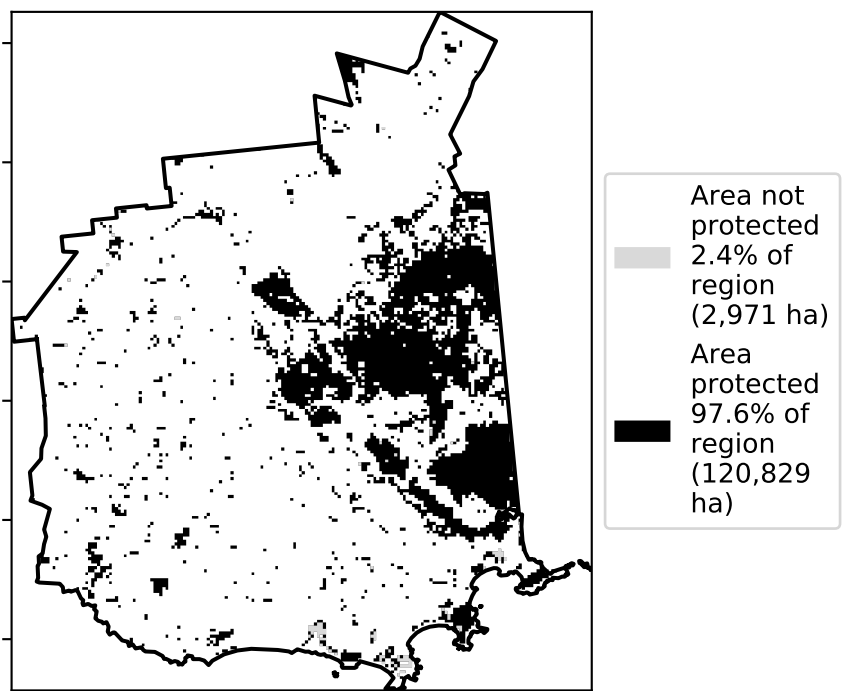 Area not
protected
2.4% of
region
(2,971 ha)
Area
protected
97.6% of
region
(120,829
ha)